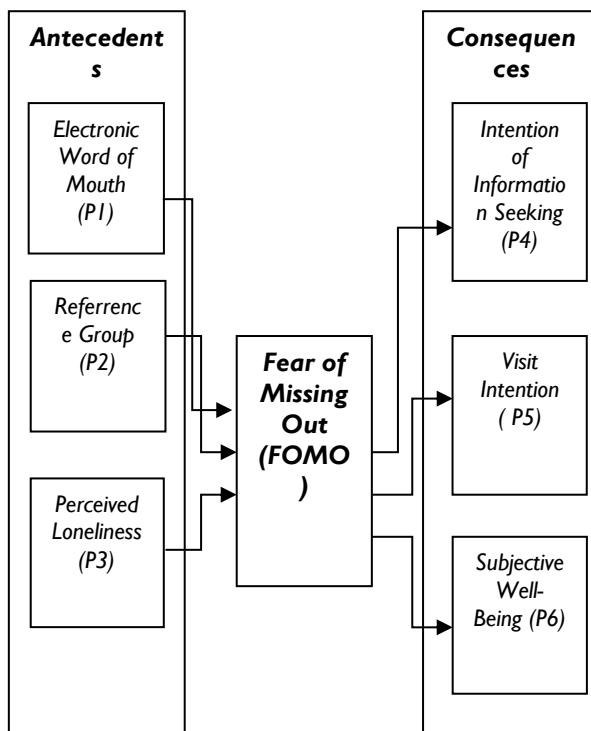 Antecedent
s
Electronic
Word of
Mouth
(P1)
Referrenc
e Group
(P2)
Perceived
Loneliness
(P3)
Fear of
Missing
Out
(FOMO
)
Consequen
ces
Intention
of
Informatio
n Seeking
(P4)
Visit
Intention
( P5)
Subjective
Well-
Being (P6)